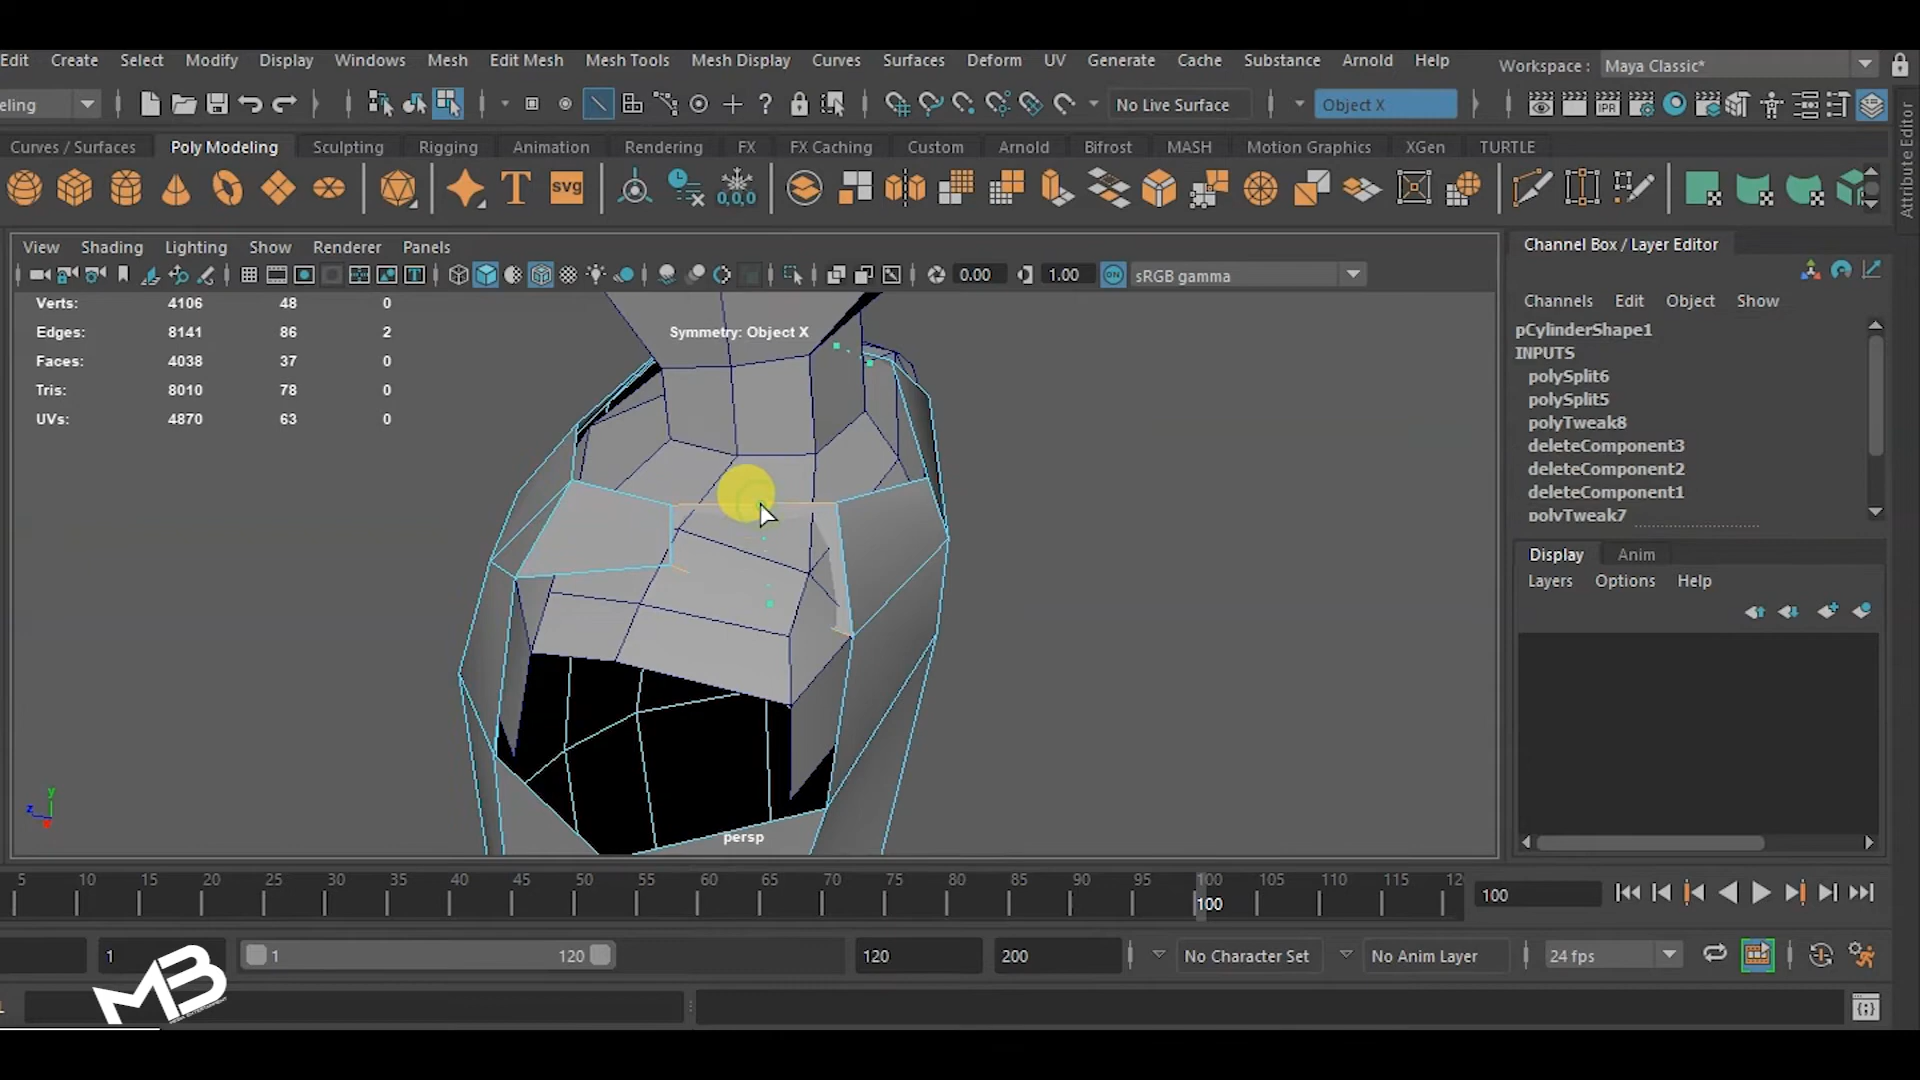 Edit Create Select Modify Display Windows Mesh Edit Mesh Mesh Tools Mesh Display Curves Surfaces Deform UV Generate Cache Substance Arnold Help Workspace : Maya Classic*
eling No Live Surface Object X
Curves / Surfaces Poly Modeling Sculpting Rigging Animation Rendering FX FX Caching Custom Arnold Bifrost MASH Motion Graphics XGen TURTLE
T svg 0,0,0
Attribute Editor
View Shading Lighting Show Renderer Panels
0.00 1.00 ON sRGB gamma
Verts: 4106 48 0
Edges: 8141 86 2
Faces: 4038 37 0
Tris: 8010 78 0
UVs: 4870 63 0
Symmetry: Object X
persp
y
z
x
Channel Box / Layer Editor
Channels Edit Object Show
pCylinderShape1
INPUTS
polySplit6
polySplit5
polyTweak8
deleteComponent3
deleteComponent2
deleteComponent1
polyTweak7
Display Anim
Layers Options Help
5 10 15 20 25 30 35 40 45 50 55 60 65 70 75 80 85 90 95 100 105 110 115 12
100
100
1 1 120 120 200 No Character Set No Anim Layer 24 fps
MB